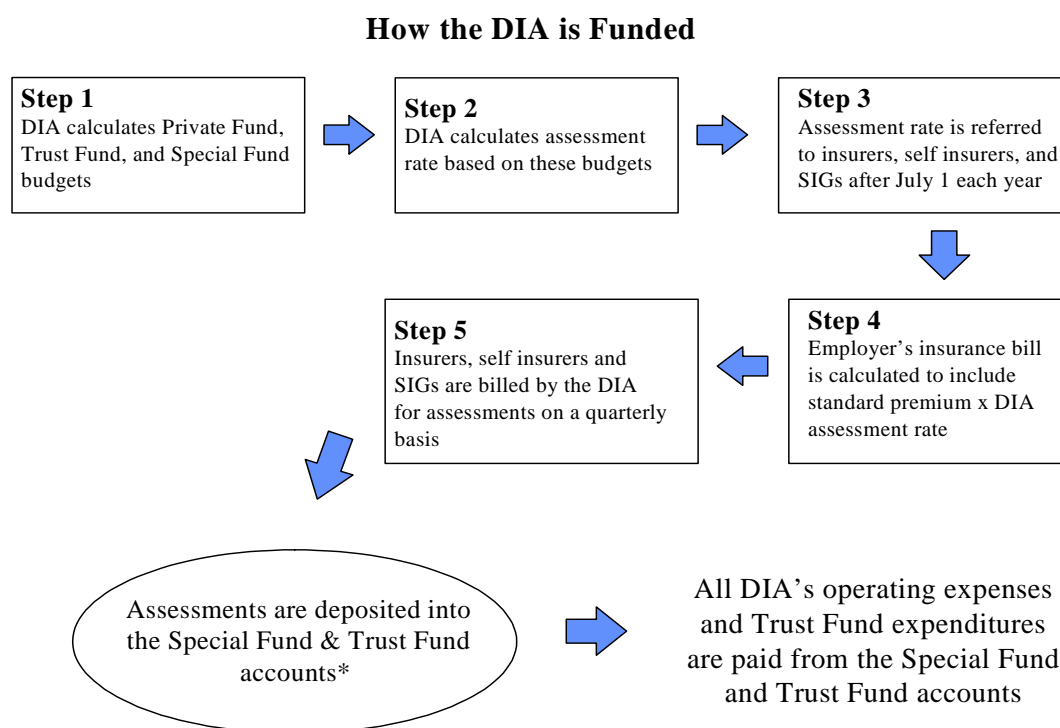 How the DIA is Funded
Step 1
DIA calculates Private Fund,
Trust Fund, and Special Fund
budgets
Step 2
DIA calculates assessment
rate based on these budgets
Step 3
Assessment rate is referred
to insurers, self insurers, and
SIGs after July 1 each year
Step 4
Employer’s insurance bill
is calculated to include
standard premium x DIA
assessment rate
Step 5
Insurers, self insurers and
SIGs are billed by the DIA
for assessments on a quarterly
basis
Assessments are deposited into
the Special Fund & Trust Fund
accounts*
All DIA’s operating expenses
and Trust Fund expenditures
are paid from the Special Fund
and Trust Fund accounts